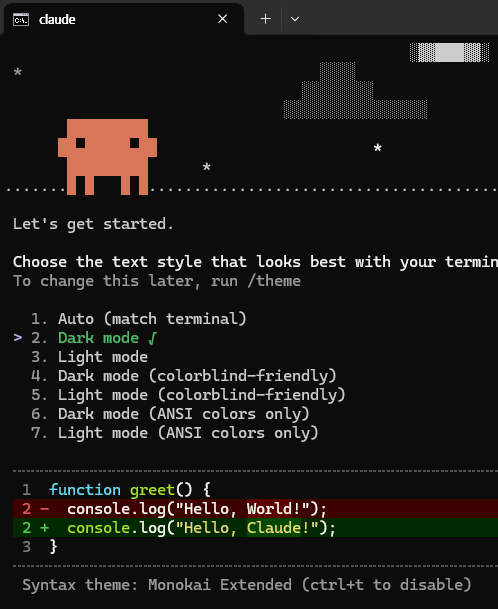 claude
*
*
*
Let's get started.
Choose the text style that looks best with your termin
To change this later, run /theme
1. Auto (match terminal)
> 2. Dark mode √
3. Light mode
4. Dark mode (colorblind-friendly)
5. Light mode (colorblind-friendly)
6. Dark mode (ANSI colors only)
7. Light mode (ANSI colors only)
1  function greet() {
2 -  console.log("Hello, World!");
2 +  console.log("Hello, Claude!");
3  }
Syntax theme: Monokai Extended (ctrl+t to disable)